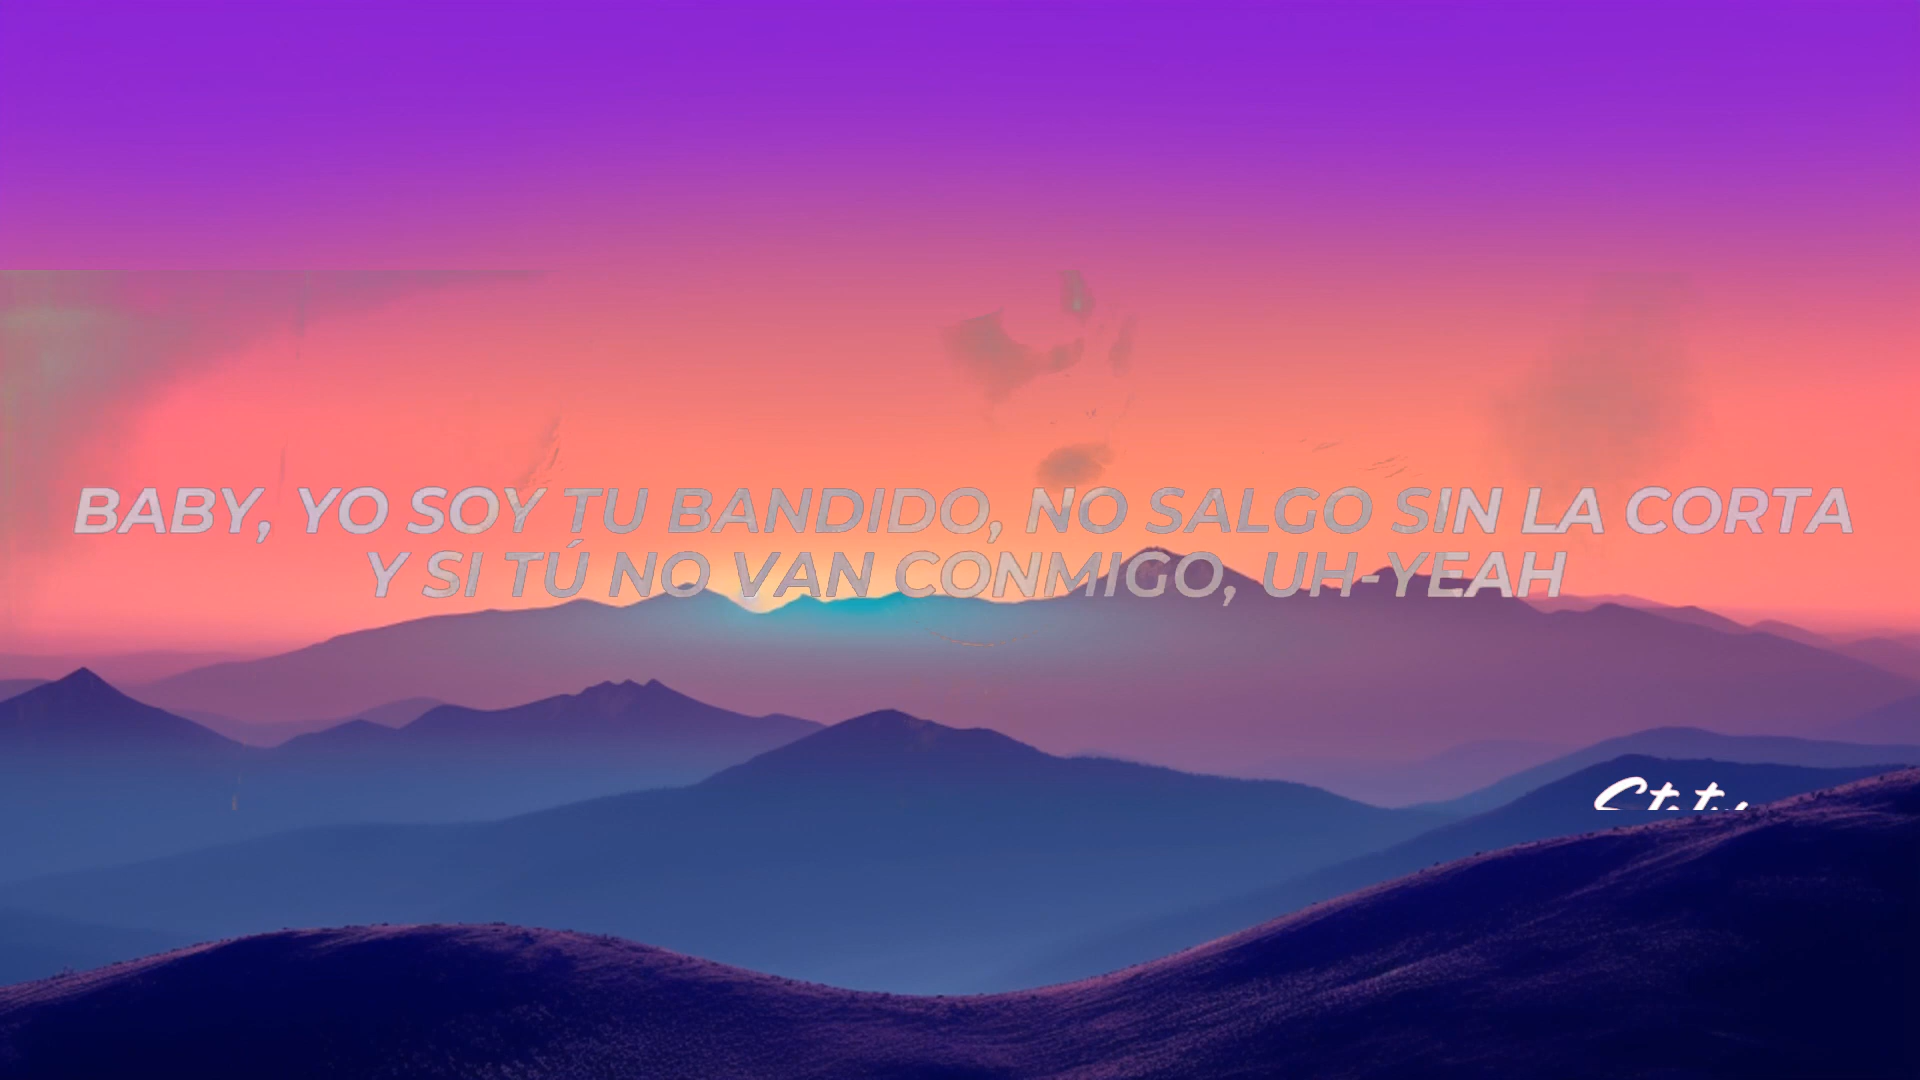 BABY, YO SOY TU BANDIDO, NO SALGO SIN LA CORTA
Y SI TÚ NO VAN CONMIGO, UH-YEAH